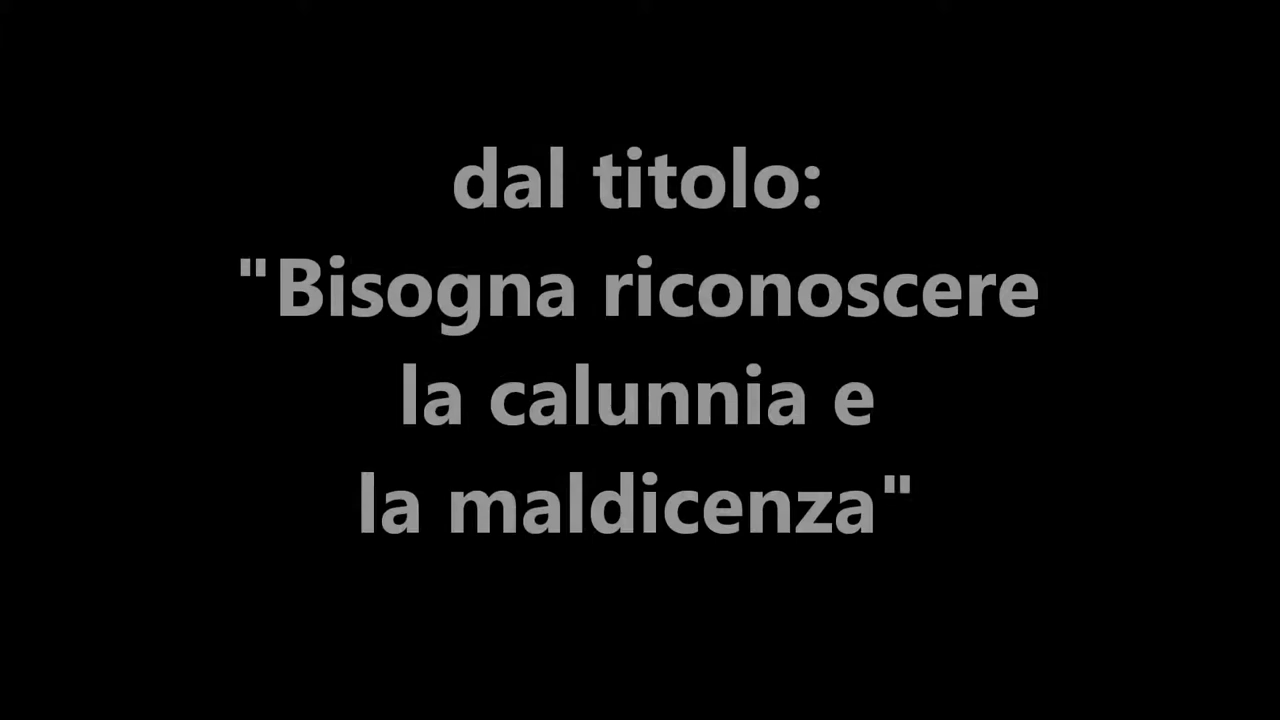 dal titolo:
"Bisogna riconoscere
la calunnia e
la maldicenza"